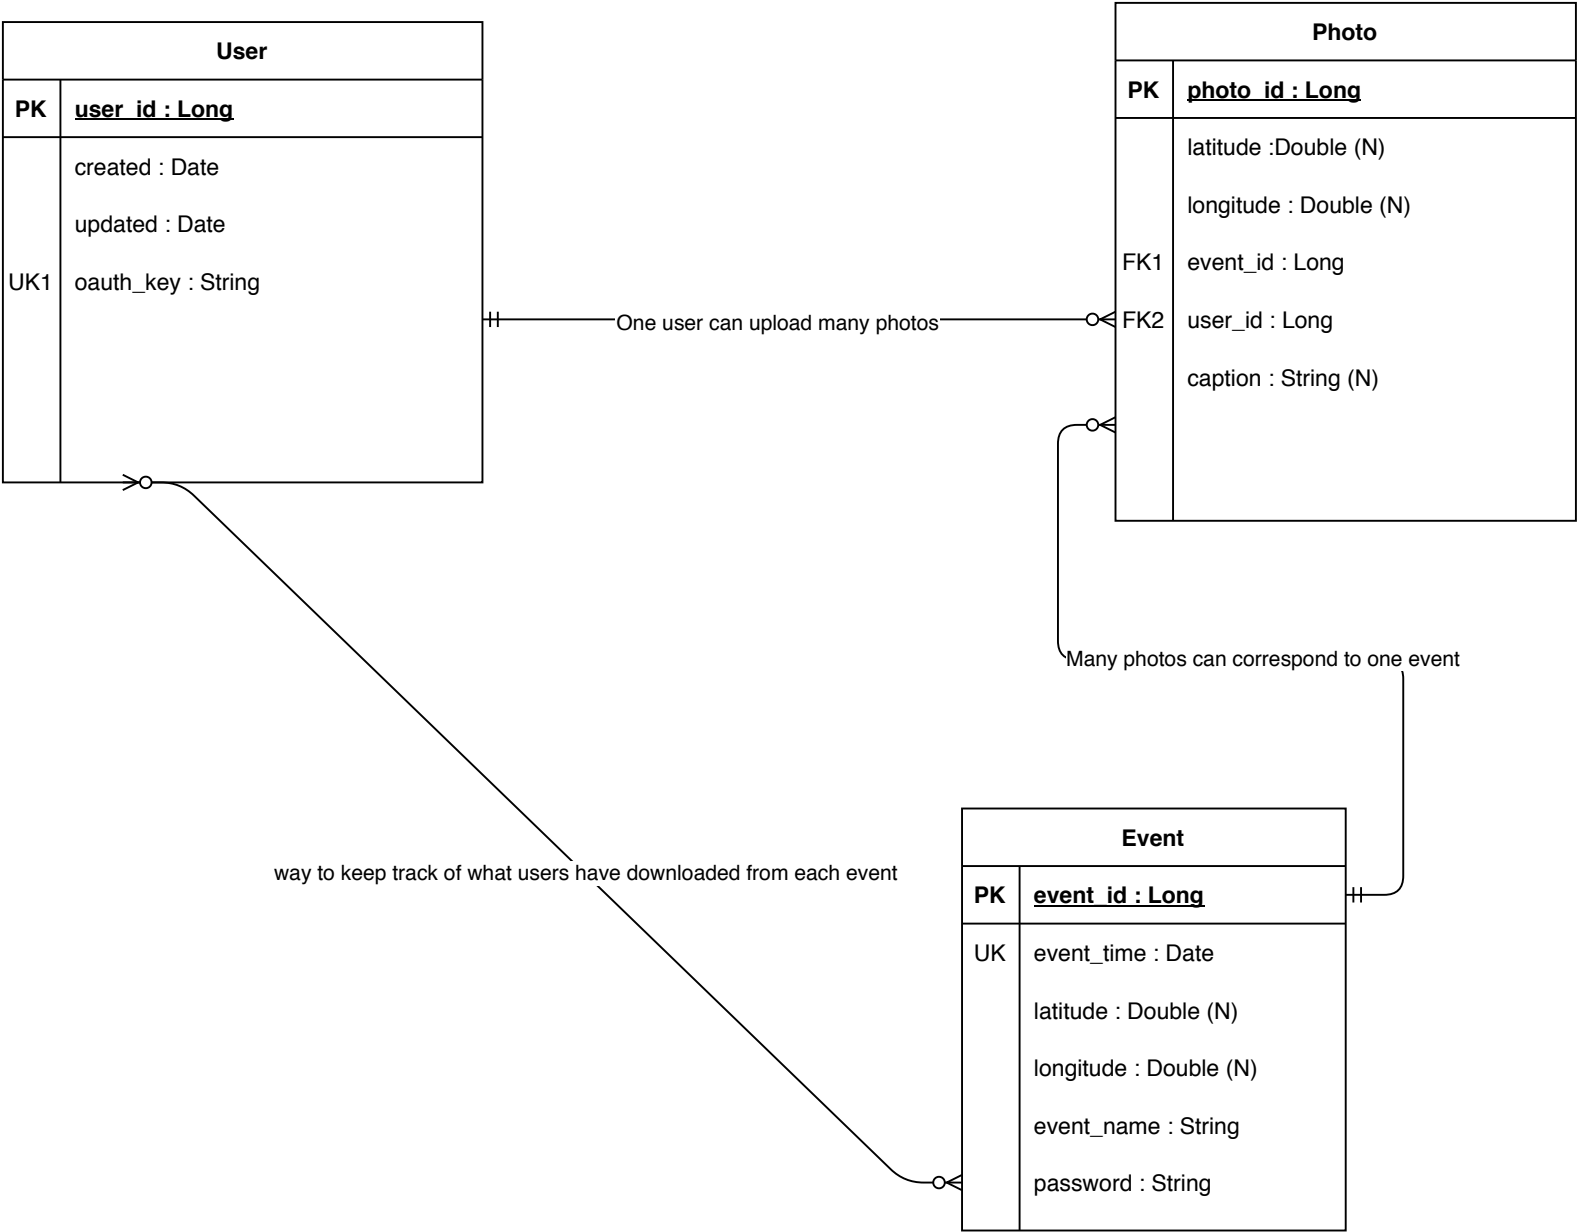 User
PK user_id : Long
created : Date
updated : Date
UK1 oauth_key : String
One user can upload many photos
Photo
PK photo_id : Long
latitude :Double (N)
longitude : Double (N)
FK1 event_id : Long
FK2 user_id : Long
caption : String (N)
Many photos can correspond to one event
way to keep track of what users have downloaded from each event
Event
PK event_id : Long
UK event_time : Date
latitude : Double (N)
longitude : Double (N)
event_name : String
password : String